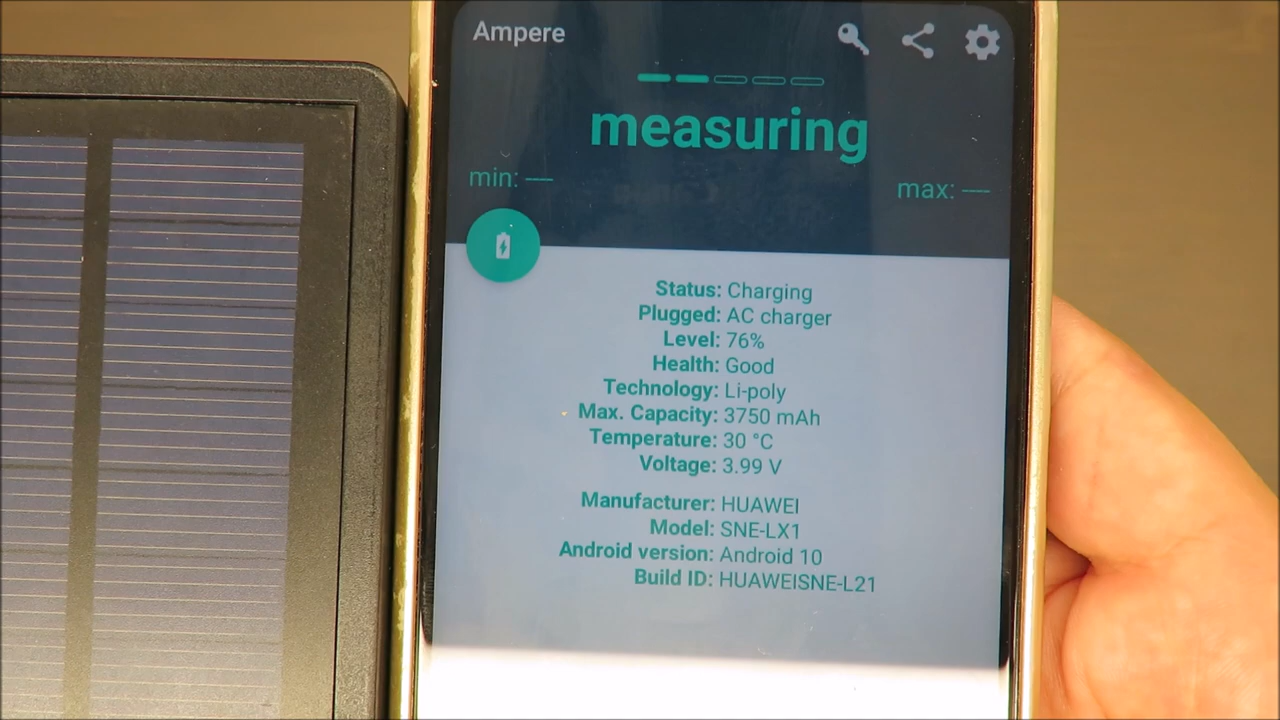 Ampere
measuring
min: —
max: —
Status: Charging
Plugged: AC charger
Level: 76%
Health: Good
Technology: Li-poly
Max. Capacity: 3750 mAh
Temperature: 30 °C
Voltage: 3.99 V
Manufacturer: HUAWEI
Model: SNE-LX1
Android version: Android 10
Build ID: HUAWEISNE-L21